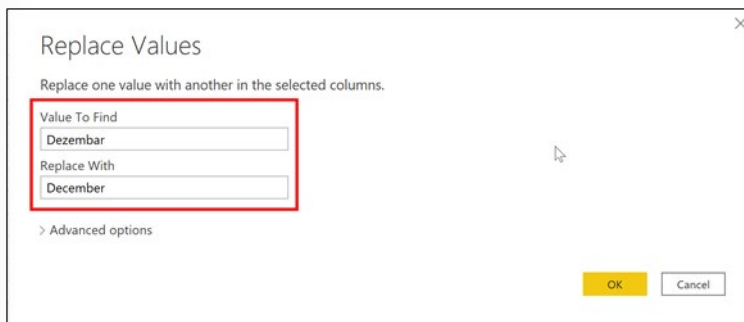 Replace Values
Replace one value with another in the selected columns.
Value To Find
Dezembar
Replace With
December
Advanced options
OK
Cancel